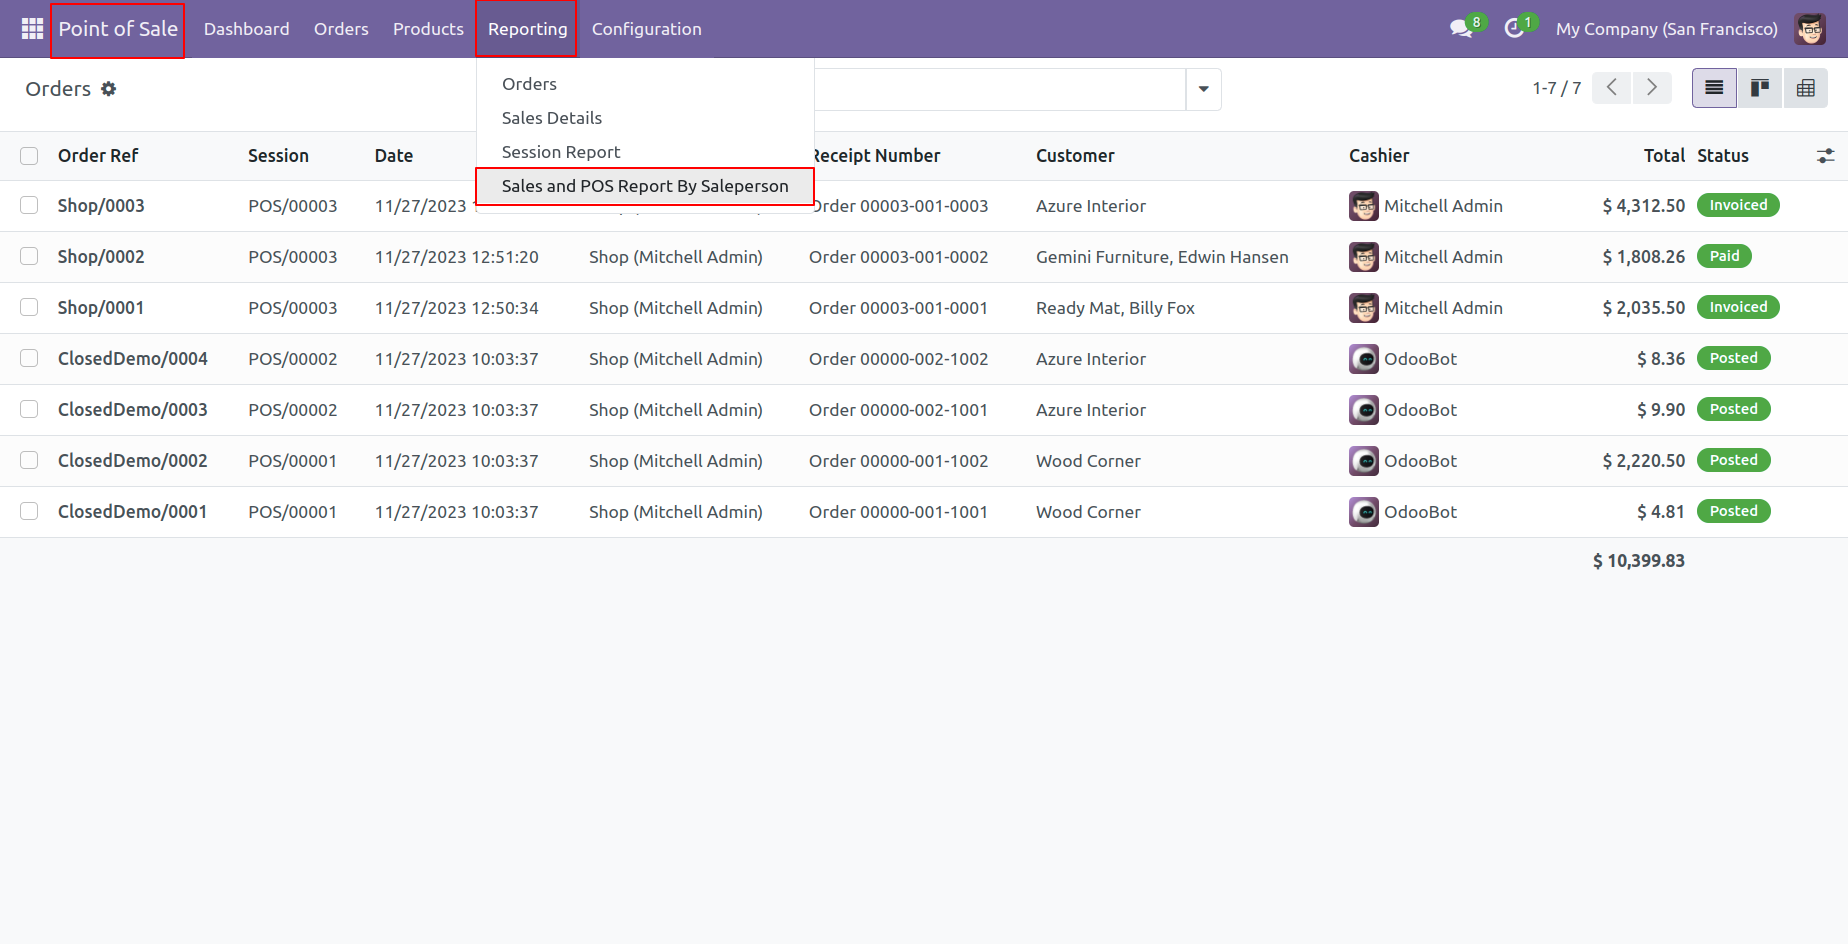 Point of Sale Dashboard Orders Products Reporting Configuration 8 1 My Company (San Francisco)
Orders 1-7 / 7
Orders
Sales Details
Session Report
Sales and POS Report By Saleperson
Order Ref Session Date Receipt Number Customer Cashier Total Status
Shop/0003 POS/00003 11/27/2023 Order 00003-001-0003 Azure Interior Mitchell Admin $ 4,312.50 Invoiced
Shop/0002 POS/00003 11/27/2023 12:51:20 Shop (Mitchell Admin) Order 00003-001-0002 Gemini Furniture, Edwin Hansen Mitchell Admin $ 1,808.26 Paid
Shop/0001 POS/00003 11/27/2023 12:50:34 Shop (Mitchell Admin) Order 00003-001-0001 Ready Mat, Billy Fox Mitchell Admin $ 2,035.50 Invoiced
ClosedDemo/0004 POS/00002 11/27/2023 10:03:37 Shop (Mitchell Admin) Order 00000-002-1002 Azure Interior OdooBot $ 8.36 Posted
ClosedDemo/0003 POS/00002 11/27/2023 10:03:37 Shop (Mitchell Admin) Order 00000-002-1001 Azure Interior OdooBot $ 9.90 Posted
ClosedDemo/0002 POS/00001 11/27/2023 10:03:37 Shop (Mitchell Admin) Order 00000-001-1002 Wood Corner OdooBot $ 2,220.50 Posted
ClosedDemo/0001 POS/00001 11/27/2023 10:03:37 Shop (Mitchell Admin) Order 00000-001-1001 Wood Corner OdooBot $ 4.81 Posted
$ 10,399.83